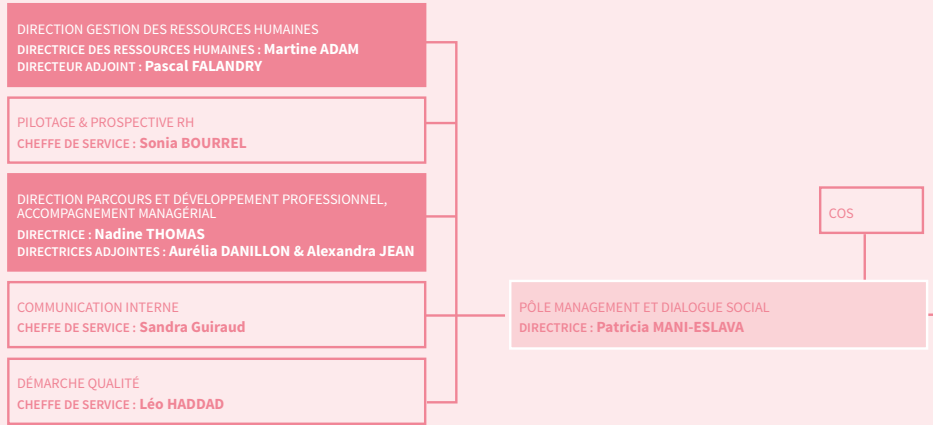 DIRECTION GESTION DES RESSOURCES HUMAINES
DIRECTRICE DES RESSOURCES HUMAINES : Martine ADAM
DIRECTEUR ADJOINT : Pascal FALANDRY
PILOTAGE & PROSPECTIVE RH
CHEFFE DE SERVICE : Sonia BOURREL
DIRECTION PARCOURS ET DÉVELOPPEMENT PROFESSIONNEL,
ACCOMPAGNEMENT MANAGÉRIAL
DIRECTRICE : Nadine THOMAS
DIRECTRICES ADJOINTES : Aurélia DANILLON & Alexandra JEAN
COMMUNICATION INTERNE
CHEFFE DE SERVICE : Sandra Guiraud
DÉMARCHE QUALITÉ
CHEFFE DE SERVICE : Léo HADDAD
COS
PÔLE MANAGEMENT ET DIALOGUE SOCIAL
DIRECTRICE : Patricia MANI-ESLAVA